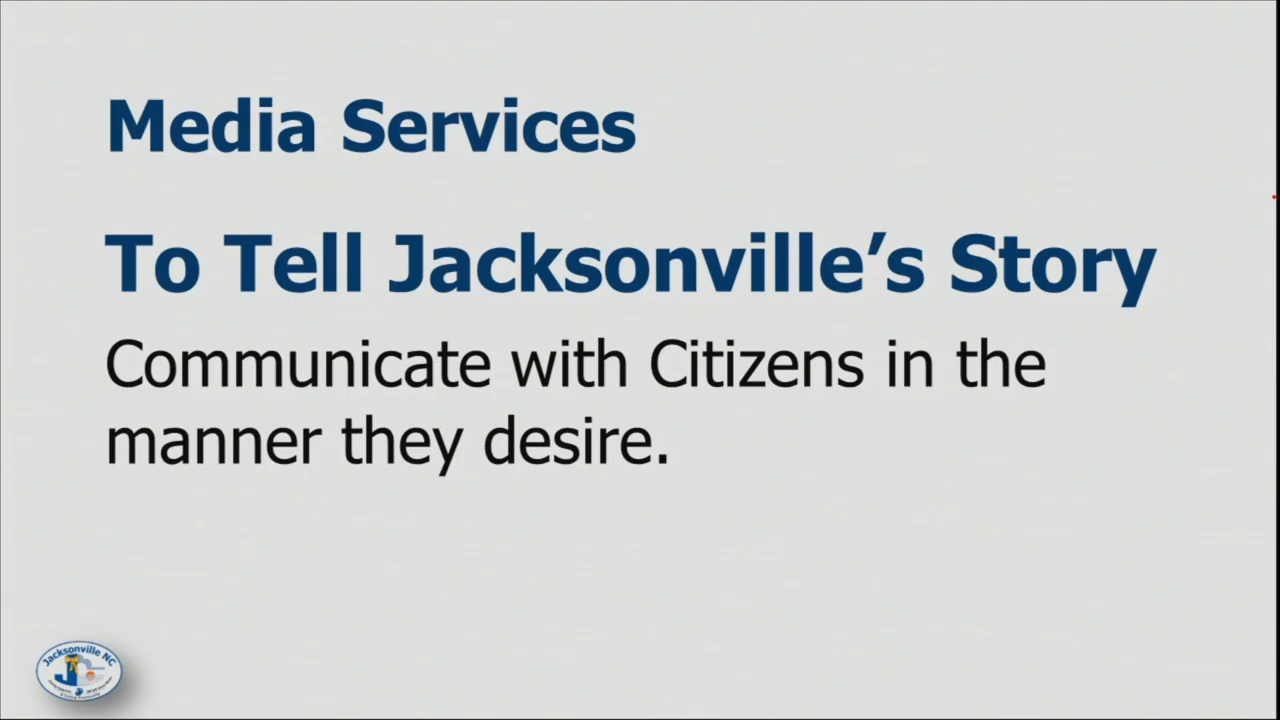 Media Services
To Tell Jacksonville’s Story
Communicate with Citizens in the
manner they desire.
Jacksonville NC